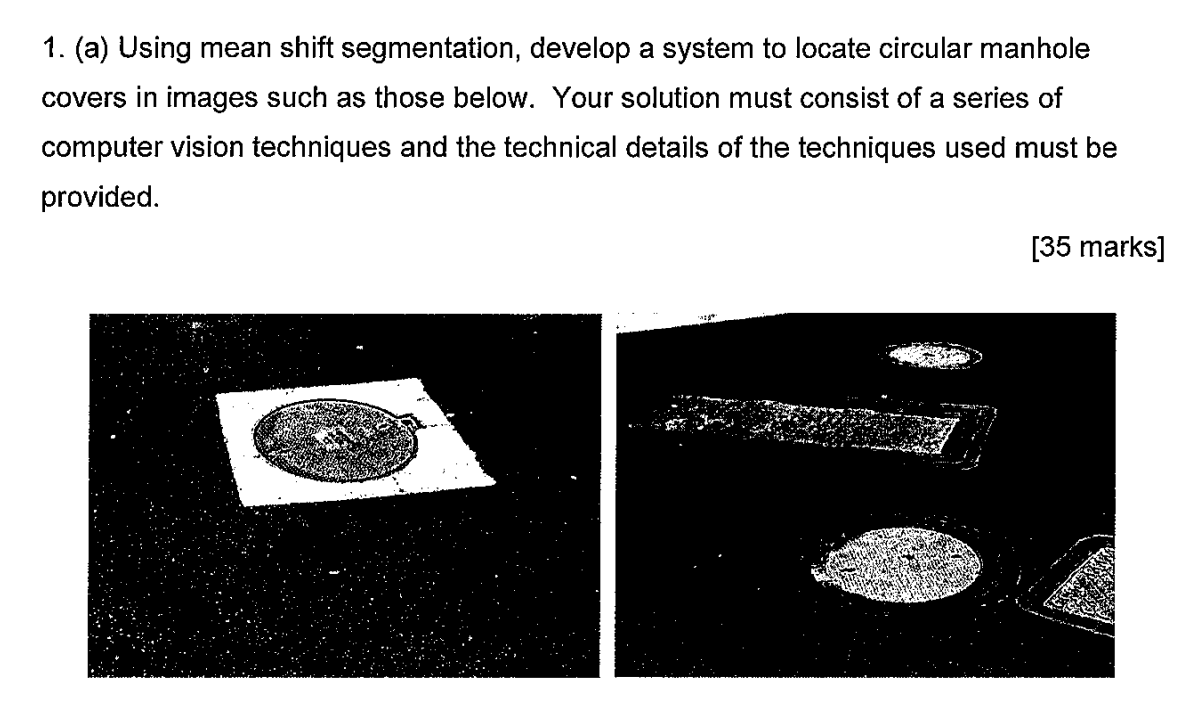 1. (a) Using mean shift segmentation, develop a system to locate circular manhole
covers in images such as those below.  Your solution must consist of a series of
computer vision techniques and the technical details of the techniques used must be
provided.
[35 marks]